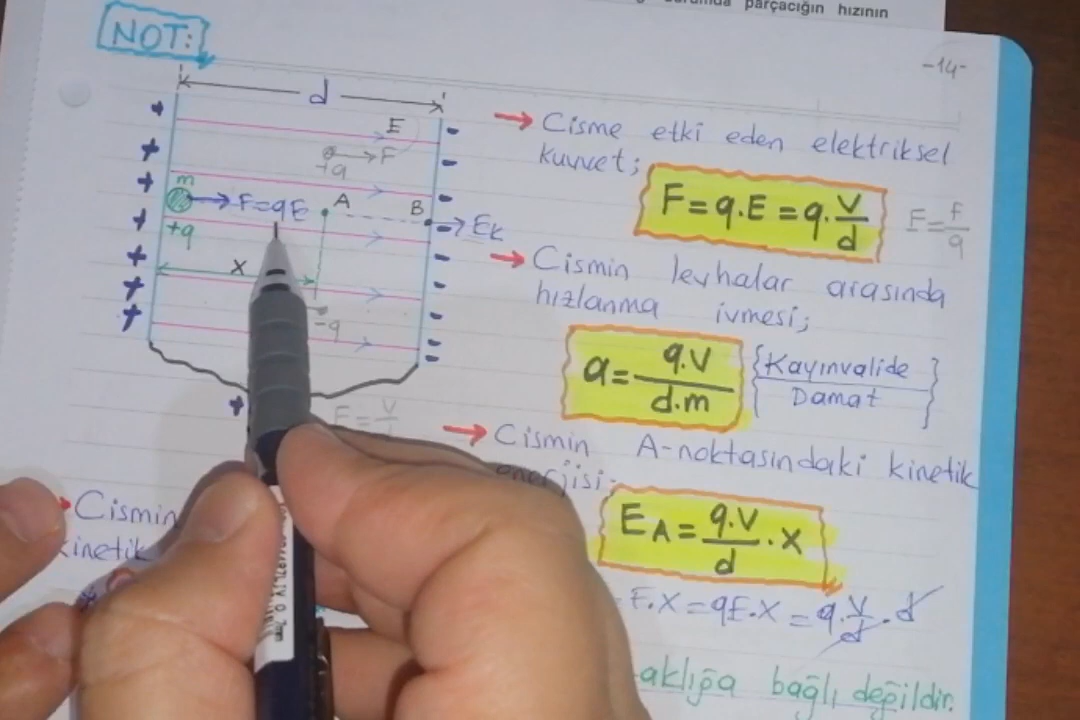 parçacığın hızının
-14-
NOT:
d
E
F
+q
m
F=qE
A
B
Ek
+q
x
-q
→ Cisme etki eden elektriksel
kuvvet;
F=q.E=q.V/d
→ Cismin levhalar arasında
hızlanma ivmesi;
a=q.V/d.m {Kayınvalide/Damat}
→ Cismin A-noktasındaki kinetik
enerjisi;
EA=q.V/d.x
F.x=qE.x=q.V/d.d
Cismin
kinetik
bağlı değildir.